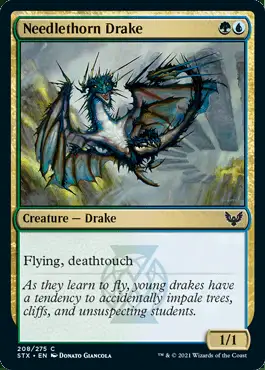 Needlethorn Drake
Creature — Drake
Flying, deathtouch
As they learn to fly, young drakes have
a tendency to accidentally impale trees,
cliffs, and unsuspecting students.
1/1
208/275 C
STX • EN DONATO GIANCOLA
™ & © 2021 Wizards of the Coast